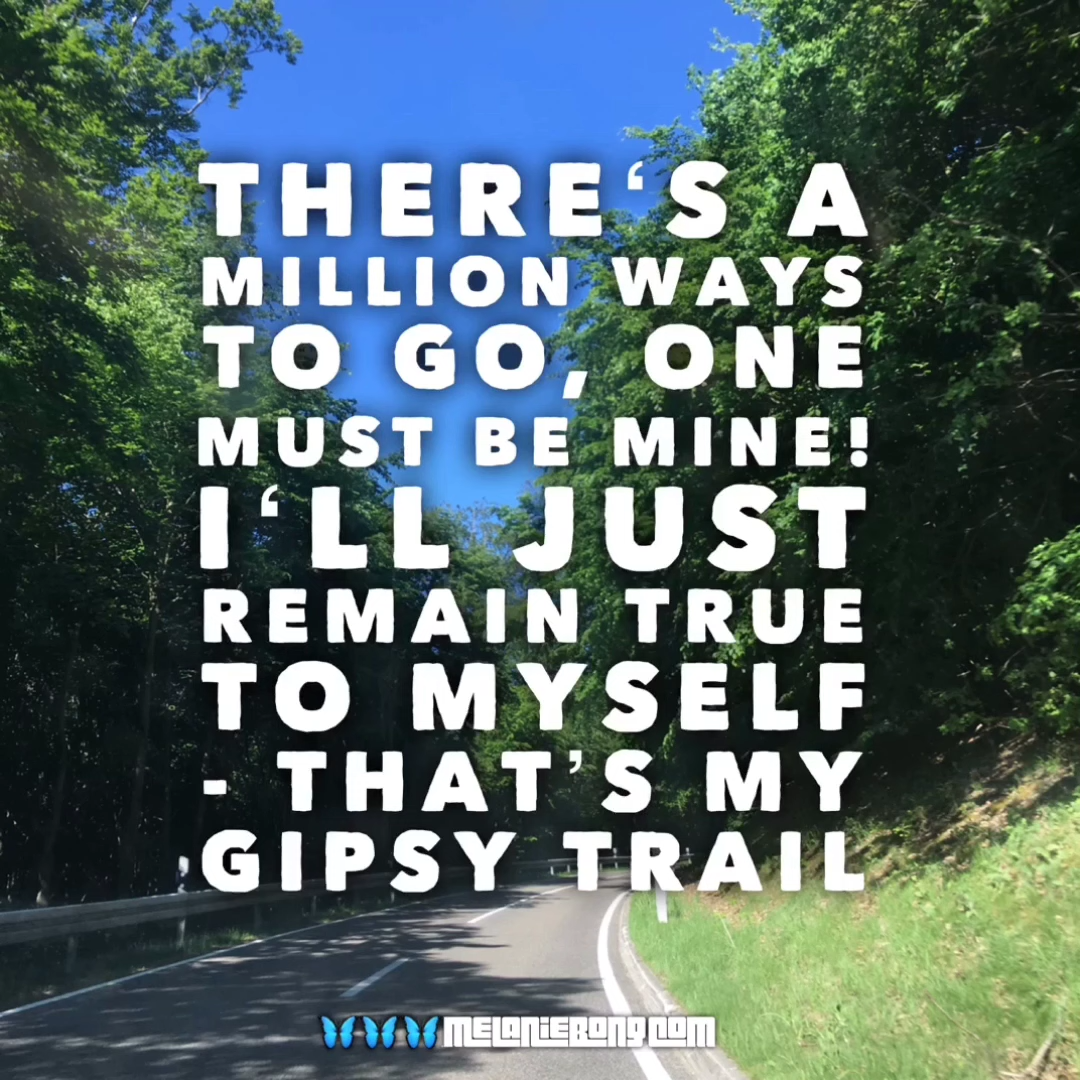 THERE‘S A
MILLION WAYS
TO GO, ONE
MUST BE MINE!
I‘LL JUST
REMAIN TRUE
TO MYSELF
- THAT’S MY
GIPSY TRAIL
WWW MELANIEBONG.COM